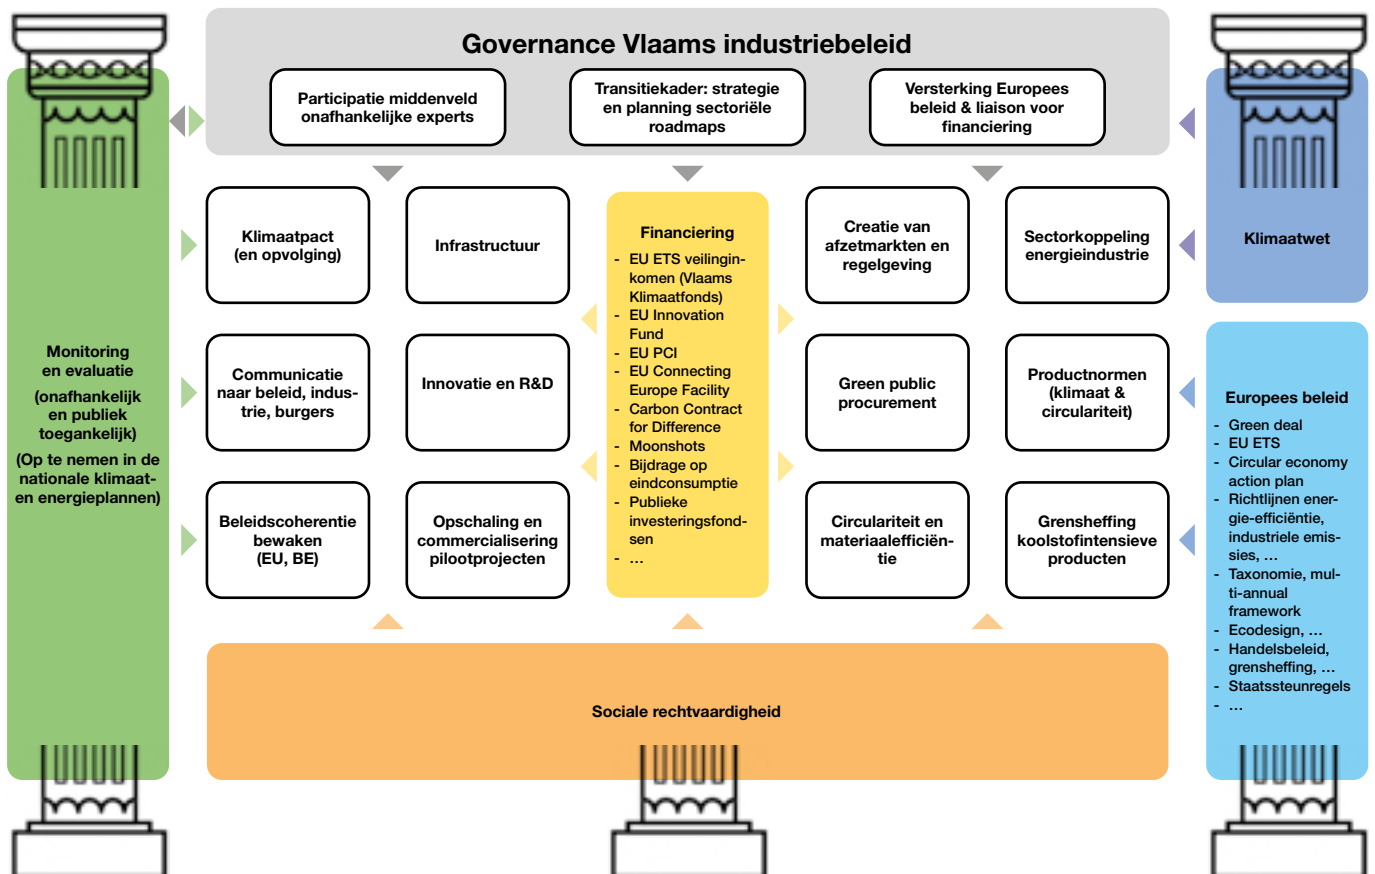 Governance Vlaams industriebeleid
Participatie middenveld
onafhankelijke experts
Transitiekader: strategie
en planning sectoriële
roadmaps
Versterking Europees
beleid & liaison voor
financiering
Monitoring
en evaluatie
(onafhankelijk
en publiek
toegankelijk)
(Op te nemen in de
nationale klimaat-
en energieplannen)
Klimaatpact
(en opvolging)
Infrastructuur
Communicatie
naar beleid, indus-
trie, burgers
Innovatie en R&D
Beleidscoherentie
bewaken
(EU, BE)
Opschaling en
commercialisering
pilootprojecten
Financiering
- EU ETS veilingin-
komen (Vlaams
Klimaatfonds)
- EU Innovation
Fund
- EU PCI
- EU Connecting
Europe Facility
- Carbon Contract
for Difference
- Moonshots
- Bijdrage op
eindconsumptie
- Publieke
investeringsfond-
sen
- …
Creatie van
afzetmarkten en
regelgeving
Sectorkoppeling
energieindustrie
Green public
procurement
Productnormen
(klimaat &
circulariteit)
Circulariteit en
materiaalefficiën-
tie
Grensheffing
koolstofintensieve
producten
Klimaatwet
Europees beleid
- Green deal
- EU ETS
- Circular economy
action plan
- Richtlijnen ener-
gie-efficiëntie,
industriele emis-
sies, …
- Taxonomie, mul-
ti-annual
framework
- Ecodesign, …
- Handelsbeleid,
grensheffing, …
- Staatssteunregels
- …
Sociale rechtvaardigheid